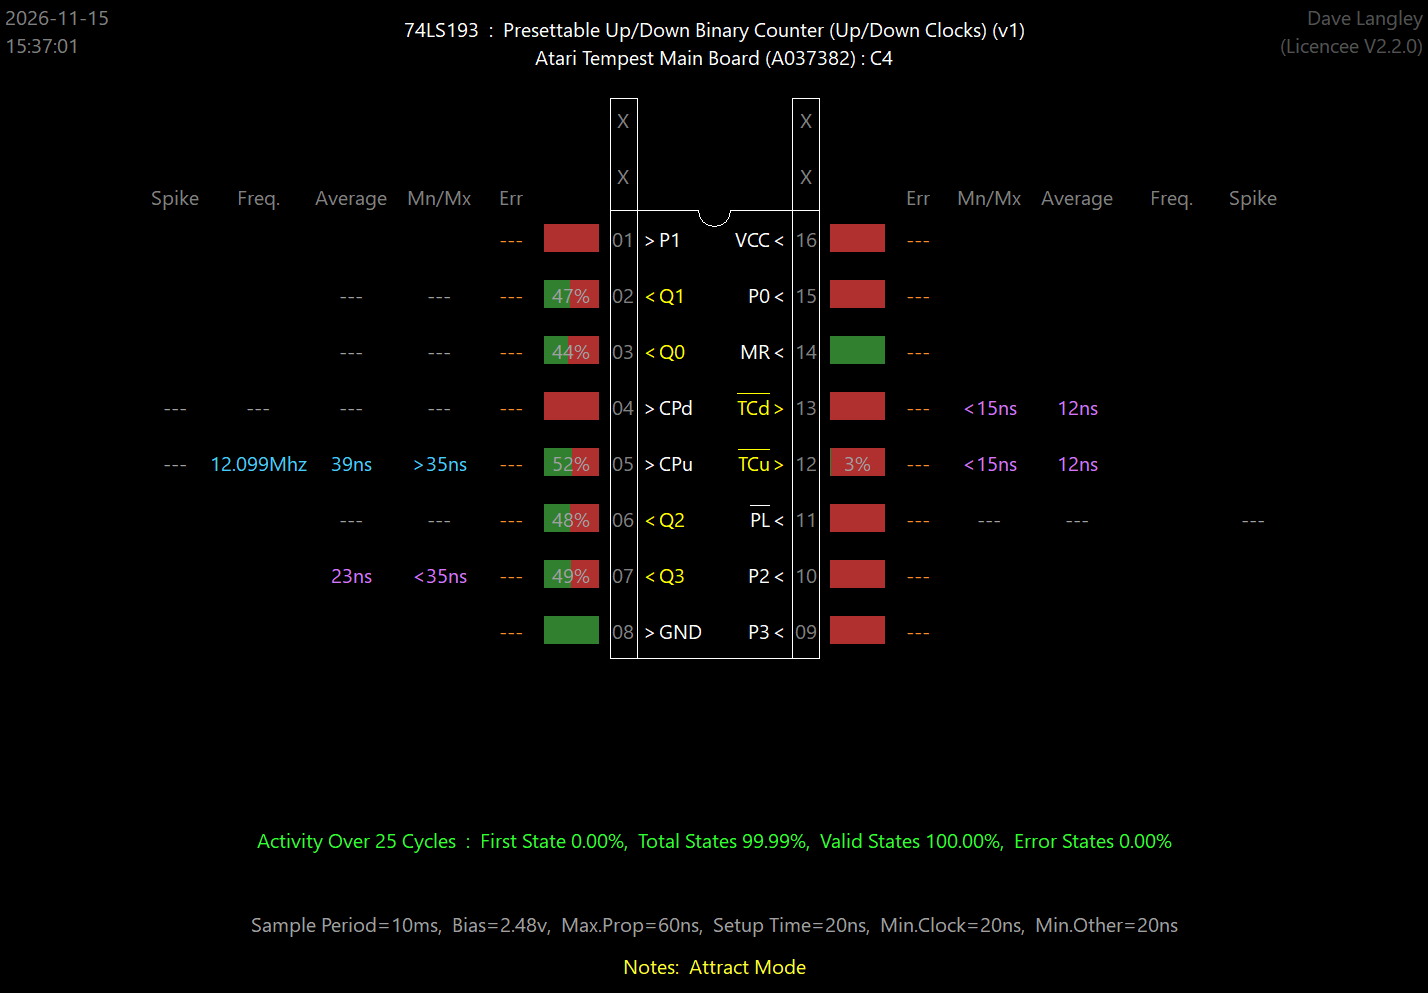 2026-11-15
15:37:01
74LS193 : Presettable Up/Down Binary Counter (Up/Down Clocks) (v1)
Atari Tempest Main Board (A037382) : C4
Dave Langley
(Licencee V2.2.0)
X X
X X
Spike Freq. Average Mn/Mx Err Err Mn/Mx Average Freq. Spike
--- 01 > P1 VCC < 16 ---
--- --- --- 47% 02 < Q1 P0 < 15 ---
--- --- --- 44% 03 < Q0 MR < 14 ---
--- --- --- --- --- 04 > CPd TCd > 13 --- <15ns 12ns
--- 12.099Mhz 39ns >35ns --- 52% 05 > CPu TCu > 12 3% --- <15ns 12ns
--- --- --- 48% 06 < Q2 PL < 11 --- --- --- ---
23ns <35ns --- 49% 07 < Q3 P2 < 10 ---
--- 08 > GND P3 < 09 ---
Activity Over 25 Cycles : First State 0.00%, Total States 99.99%, Valid States 100.00%, Error States 0.00%
Sample Period=10ms, Bias=2.48v, Max.Prop=60ns, Setup Time=20ns, Min.Clock=20ns, Min.Other=20ns
Notes: Attract Mode